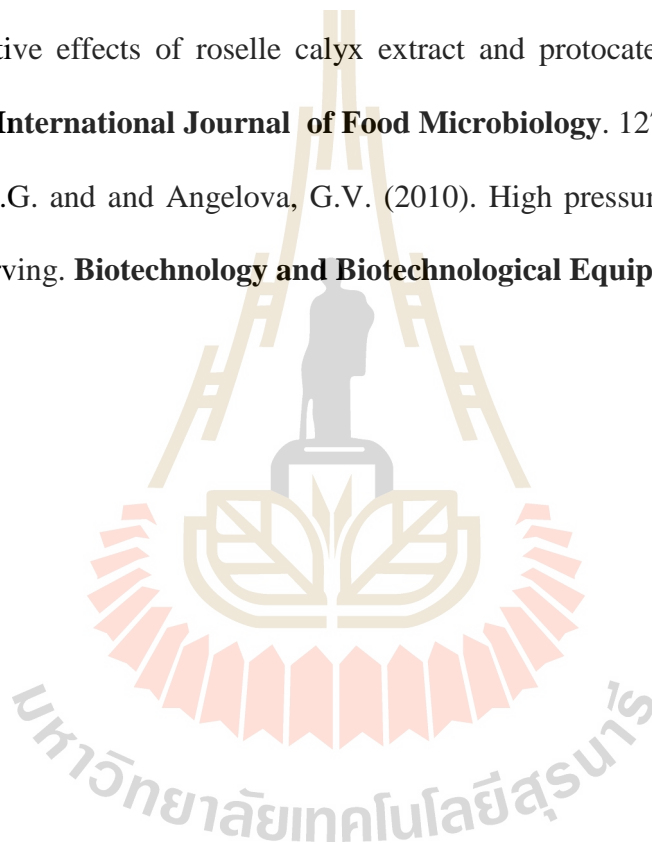 tive effects of roselle calyx extract and protocate
International Journal of Food Microbiology. 127
.G. and and Angelova, G.V. (2010). High pressur
rving. Biotechnology and Biotechnological Equip
มหาวิทยาลัยเทคโนโลยีสุรนารี